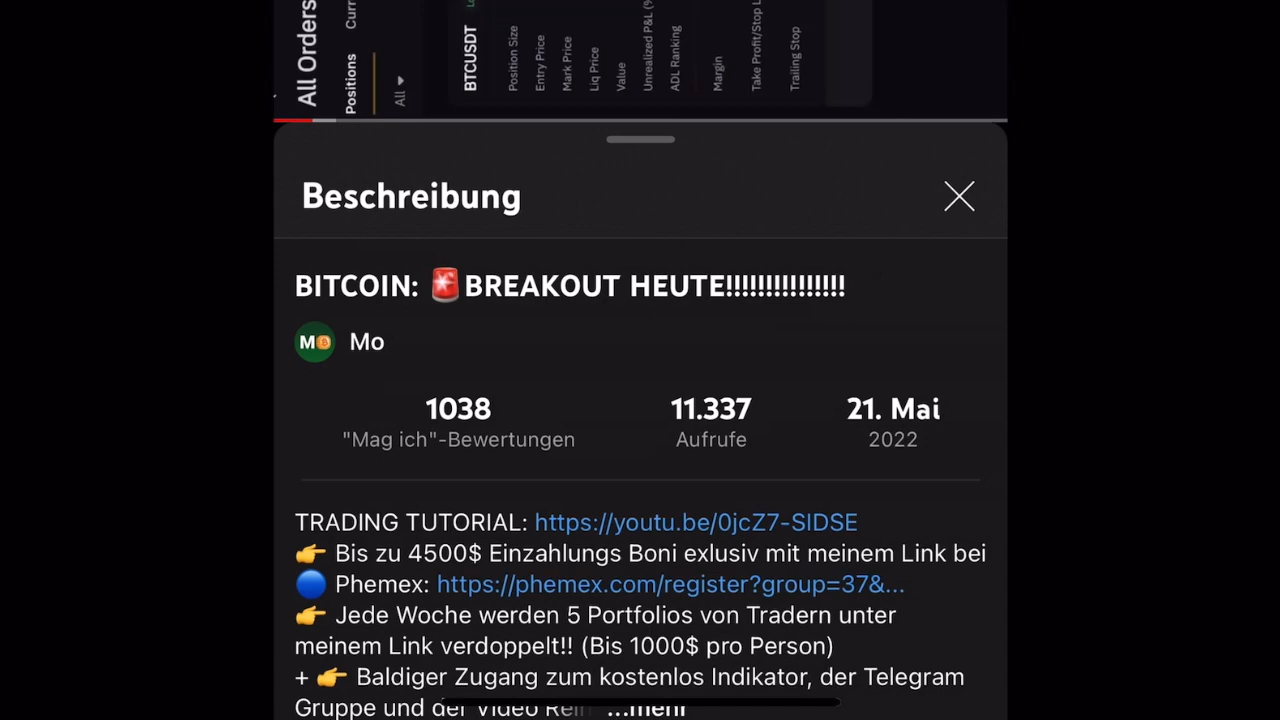 All Orders
Positions
Curr
All
BTCUSDT
Position Size
Entry Price
Mark Price
Liq Price
Value
Unrealized P&L (%
ADL Ranking
Margin
Take Profit/Stop L
Trailing Stop
Beschreibung
BITCOIN: 🚨BREAKOUT HEUTE!!!!!!!!!!!!!!!
Mo
1038 11.337 21. Mai
"Mag ich"-Bewertungen Aufrufe 2022
TRADING TUTORIAL: https://youtu.be/0jcZ7-SIDSE
👉 Bis zu 4500$ Einzahlungs Boni exlusiv mit meinem Link bei
🔵 Phemex: https://phemex.com/register?group=37&...
👉 Jede Woche werden 5 Portfolios von Tradern unter
meinem Link verdoppelt!! (Bis 1000$ pro Person)
+ 👉 Baldiger Zugang zum kostenlos Indikator, der Telegram
Gruppe und der Video Rein ...mehr